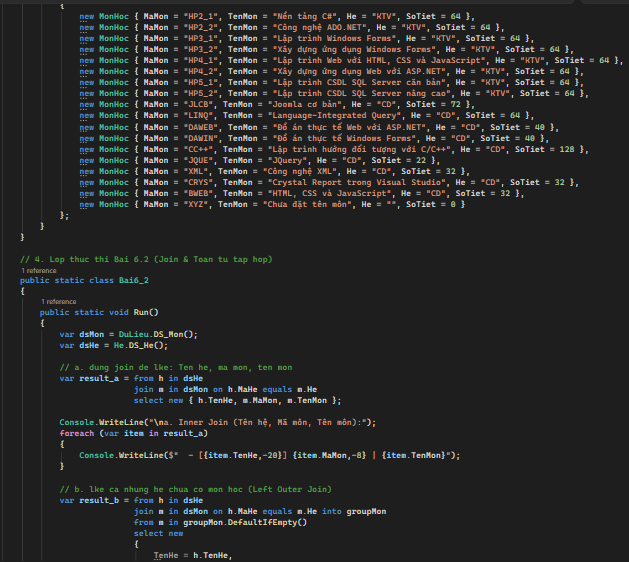 {
new MonHoc { MaMon = "HP2_1", TenMon = "Nền tảng C#", He = "KTV", SoTiet = 64 },
new MonHoc { MaMon = "HP2_2", TenMon = "Công nghệ ADO.NET", He = "KTV", SoTiet = 64 },
new MonHoc { MaMon = "HP3_1", TenMon = "Lập trình Windows Forms", He = "KTV", SoTiet = 64 },
new MonHoc { MaMon = "HP3_2", TenMon = "Xây dựng ứng dụng Windows Forms", He = "KTV", SoTiet = 64 },
new MonHoc { MaMon = "HP4_1", TenMon = "Lập trình Web với HTML, CSS và JavaScript", He = "KTV", SoTiet = 64 },
new MonHoc { MaMon = "HP4_2", TenMon = "Xây dựng ứng dụng Web với ASP.NET", He = "KTV", SoTiet = 64 },
new MonHoc { MaMon = "HP5_1", TenMon = "Lập trình CSDL SQL Server căn bản", He = "KTV", SoTiet = 64 },
new MonHoc { MaMon = "HP5_2", TenMon = "Lập trình CSDL SQL Server nâng cao", He = "KTV", SoTiet = 64 },
new MonHoc { MaMon = "JLCB", TenMon = "Joomla cơ bản", He = "CD", SoTiet = 72 },
new MonHoc { MaMon = "LINQ", TenMon = "Language-Integrated Query", He = "CD", SoTiet = 64 },
new MonHoc { MaMon = "DAWEB", TenMon = "Đồ án thực tế Web với ASP.NET", He = "CD", SoTiet = 40 },
new MonHoc { MaMon = "DAWIN", TenMon = "Đồ án thực tế Windows Forms", He = "CD", SoTiet = 40 },
new MonHoc { MaMon = "CC++", TenMon = "Lập trình hướng đối tượng với C/C++", He = "CD", SoTiet = 128 },
new MonHoc { MaMon = "JQUE", TenMon = "JQuery", He = "CD", SoTiet = 22 },
new MonHoc { MaMon = "XML", TenMon = "Công nghệ XML", He = "CD", SoTiet = 32 },
new MonHoc { MaMon = "CRYS", TenMon = "Crystal Report trong Visual Studio", He = "CD", SoTiet = 32 },
new MonHoc { MaMon = "BWEB", TenMon = "HTML, CSS và JavaScript", He = "CD", SoTiet = 32 },
new MonHoc { MaMon = "XYZ", TenMon = "Chưa đặt tên môn", He = "", SoTiet = 0 }
};
}
}
// 4. Lop thuc thi Bai 6.2 (Join & Toan tu tap hop)
1 reference
public static class Bai6_2
{
1 reference
public static void Run()
{
var dsMon = DuLieu.DS_Mon();
var dsHe = He.DS_He();
// a. dung join de lke: Ten he, ma mon, ten mon
var result_a = from h in dsHe
join m in dsMon on h.MaHe equals m.He
select new { h.TenHe, m.MaMon, m.TenMon };
Console.WriteLine("\na. Inner Join (Tên hệ, Mã môn, Tên môn):");
foreach (var item in result_a)
{
Console.WriteLine($"  - [{item.TenHe,-20}] {item.MaMon,-8} | {item.TenMon}");
}
// b. lke ca nhung he chua co mon hoc (Left Outer Join)
var result_b = from h in dsHe
join m in dsMon on h.MaHe equals m.He into groupMon
from m in groupMon.DefaultIfEmpty()
select new
{
TenHe = h.TenHe,